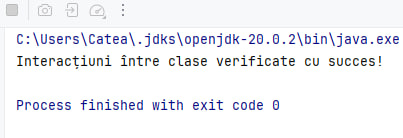 C:\Users\Catea\.jdks\openjdk-20.0.2\bin\java.exe
Interacțiuni între clase verificate cu succes!
Process finished with exit code 0